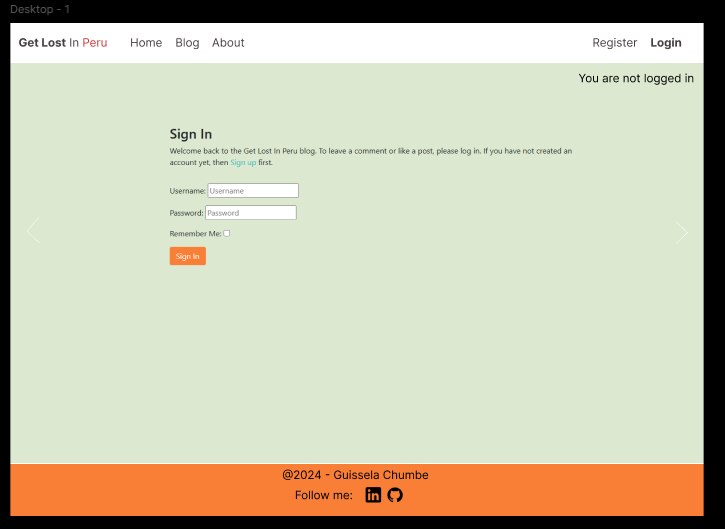 Desktop - 1
Get Lost In Peru Home Blog About Register Login
You are not logged in
Sign In
Welcome back to the Get Lost In Peru blog. To leave a comment or like a post, please log in. If you have not created an
account yet, then Sign up first.
Username: Username
Password: Password
Remember Me:
Sign In
@2024 - Guissela Chumbe
Follow me: in